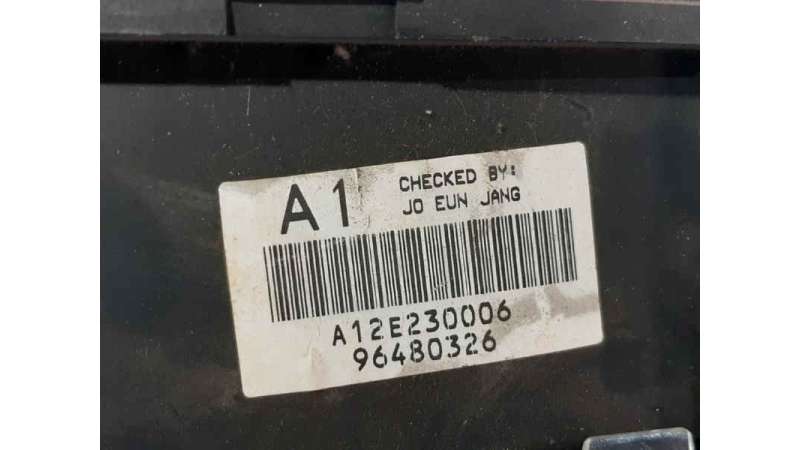 A1
CHECKED BY:
JO EUN JANG
A12E230006
96480326